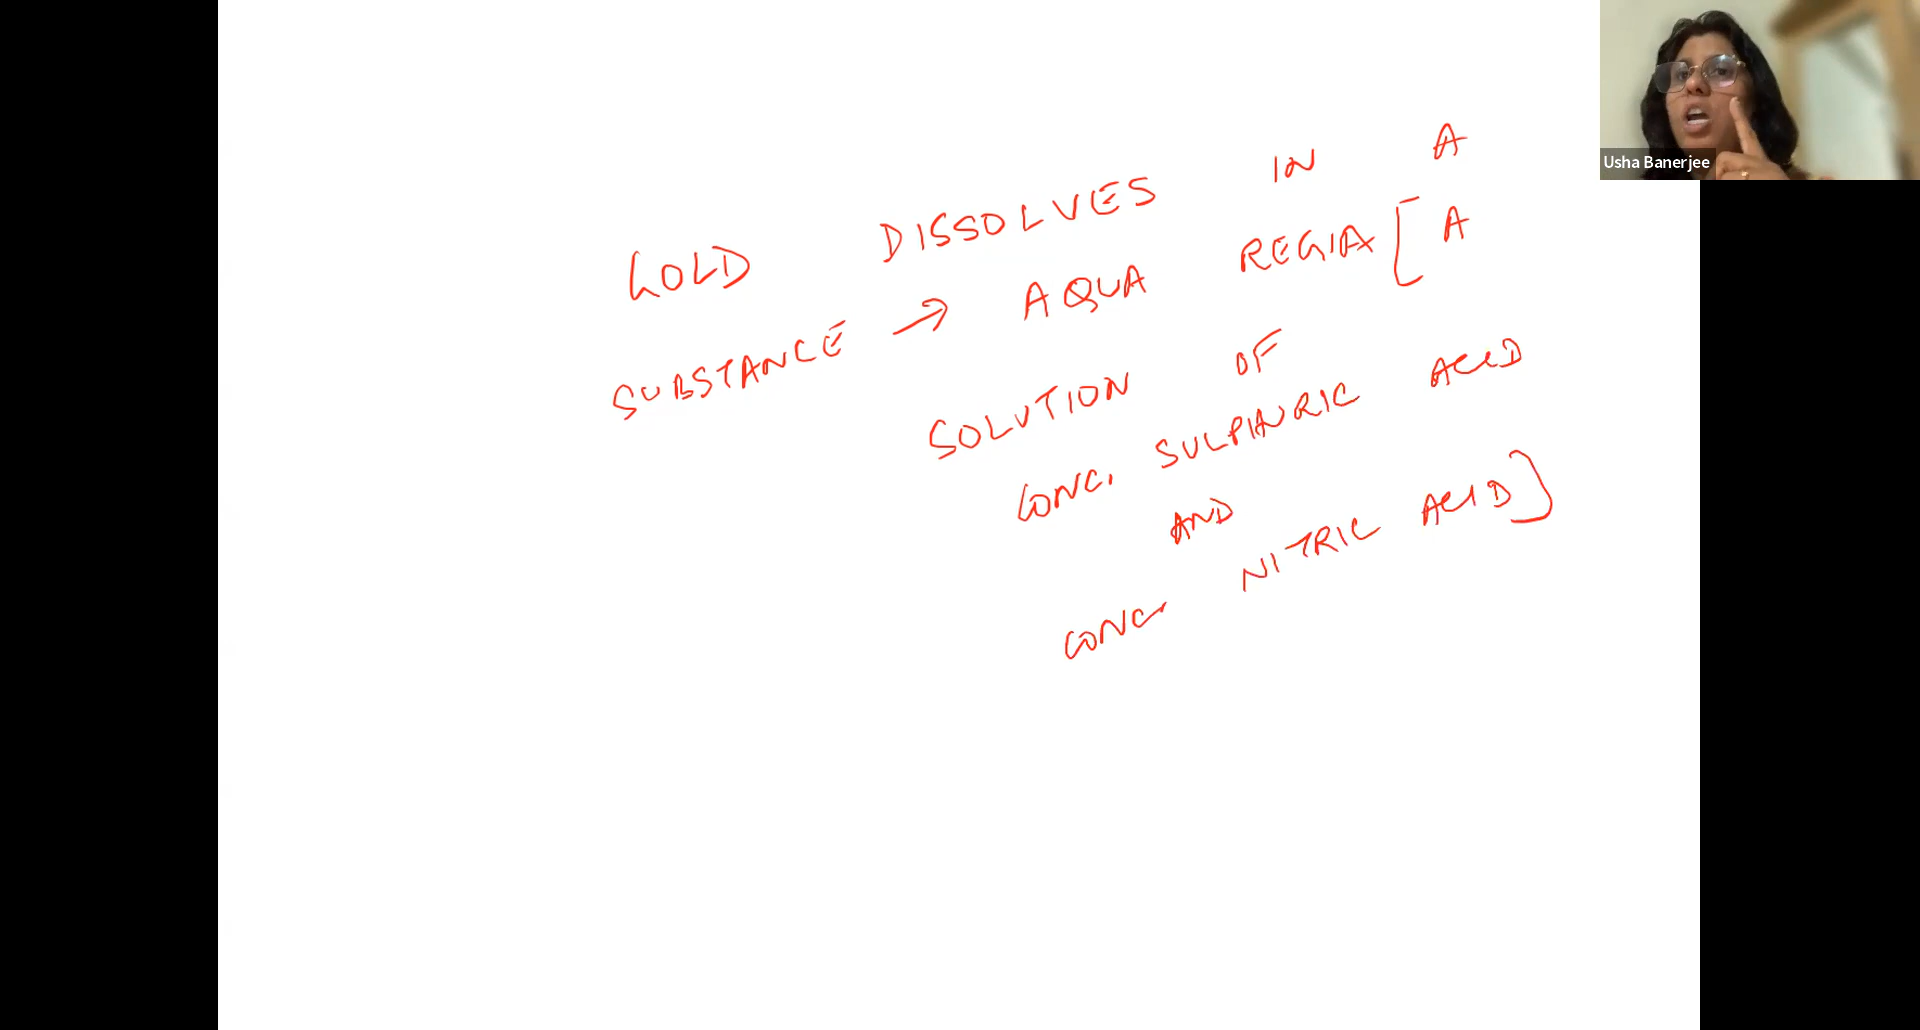 GOLD DISSOLVES IN A
SUBSTANCE → AQUA REGIA [A
SOLUTION OF
CONC. SULPHURIC ACID
AND
CONC. NITRIC ACID]
Usha Banerjee